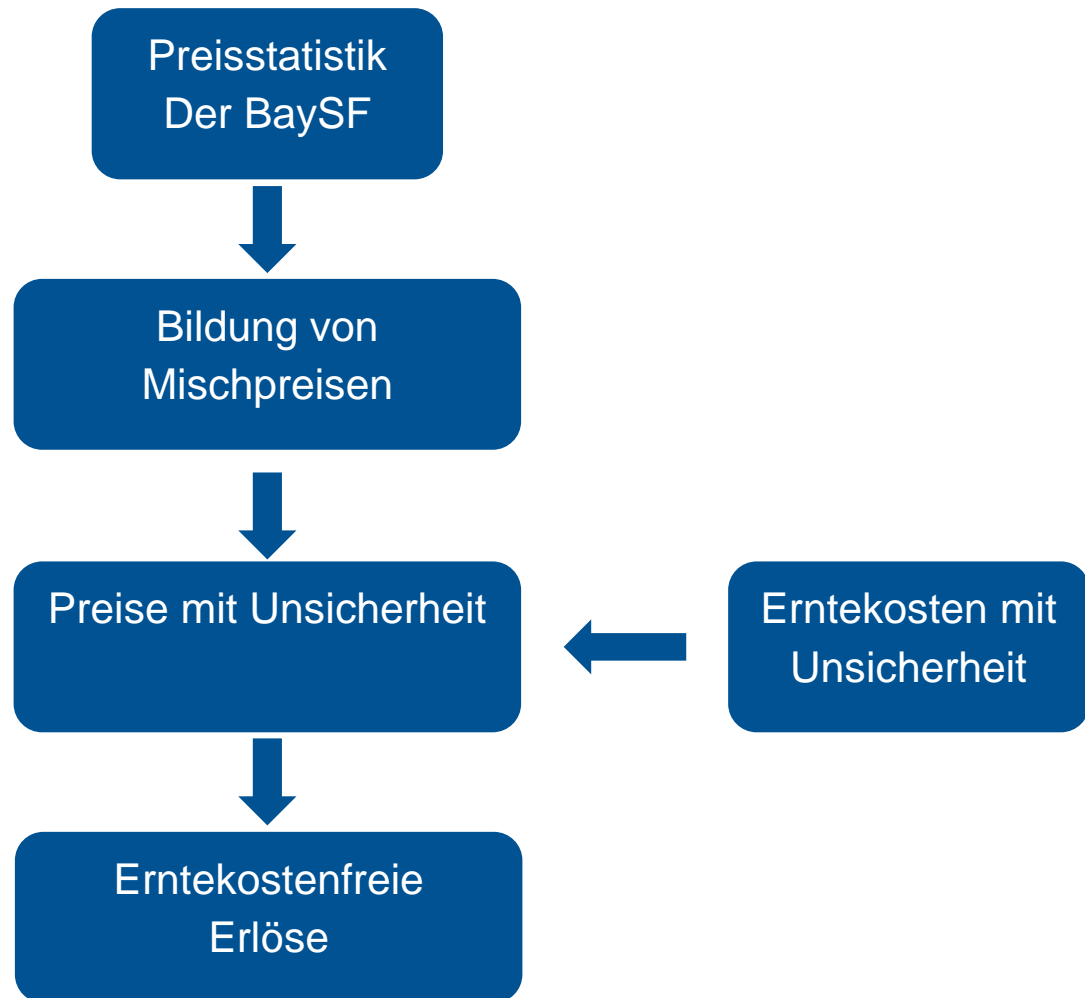 Preisstatistik
Der BaySF
Bildung von
Mischpreisen
Preise mit Unsicherheit
Erntekosten mit
Unsicherheit
Erntekostenfreie
Erlöse